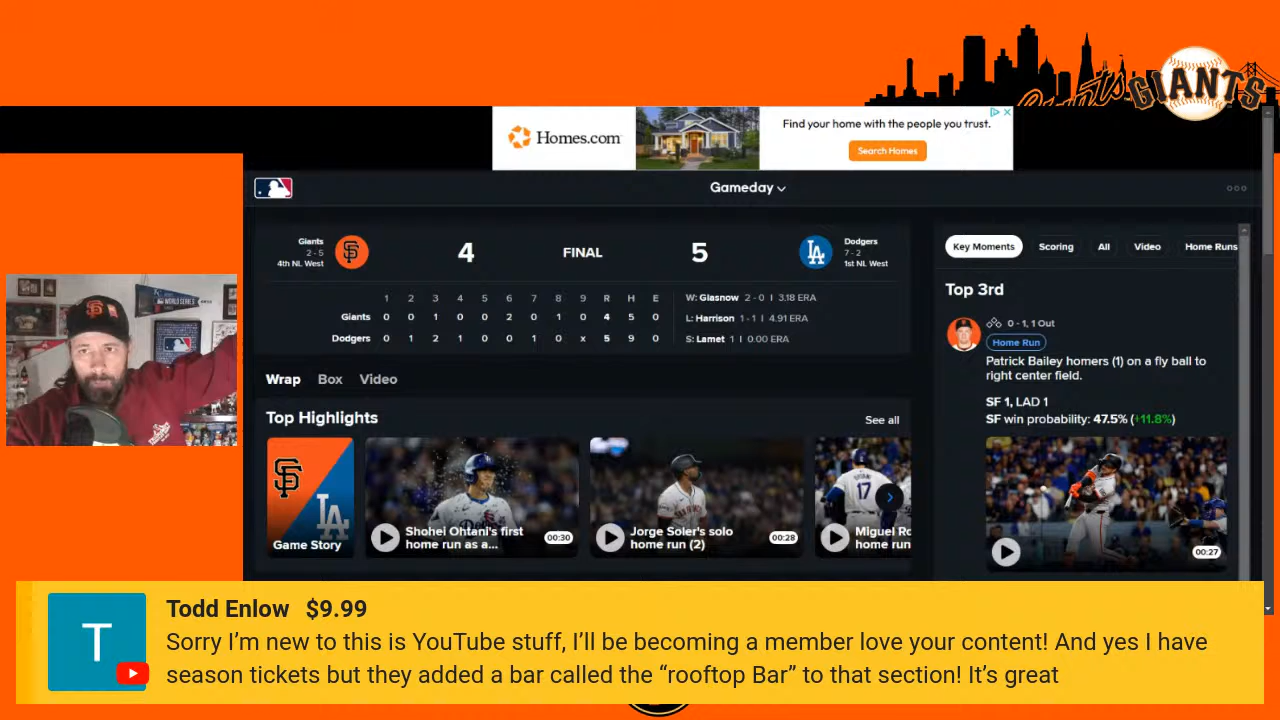 Giants
GIANTS
Homes.com
Find your home with the people you trust.
Search Homes
Gameday
Giants
2 - 5
4th NL West
SF
4
FINAL
5
LA
Dodgers
7 - 2
1st NL West
1 2 3 4 5 6 7 8 9 R H E
Giants 0 0 1 0 0 2 0 1 0 4 5 0
Dodgers 0 1 2 1 0 0 1 0 x 5 9 0
W: Glasnow 2 - 0 | 3.18 ERA
L: Harrison 1 - 1 | 4.91 ERA
S: Lamet 1 | 0.00 ERA
Wrap Box Video
Top Highlights
See all
SF
LA
Game Story
Shohei Ohtani's first
home run as a...
00:30
Jorge Soler's solo
home run (2)
00:28
17
Miguel Ro
home run
Key Moments Scoring All Video Home Runs
Top 3rd
0 - 1, 1 Out
Home Run
Patrick Bailey homers (1) on a fly ball to
right center field.
SF 1, LAD 1
SF win probability: 47.5% (+11.8%)
00:27
WORLD SERIES
T
Todd Enlow $9.99
Sorry I’m new to this is YouTube stuff, I’ll be becoming a member love your content! And yes I have
season tickets but they added a bar called the “rooftop Bar” to that section! It’s great